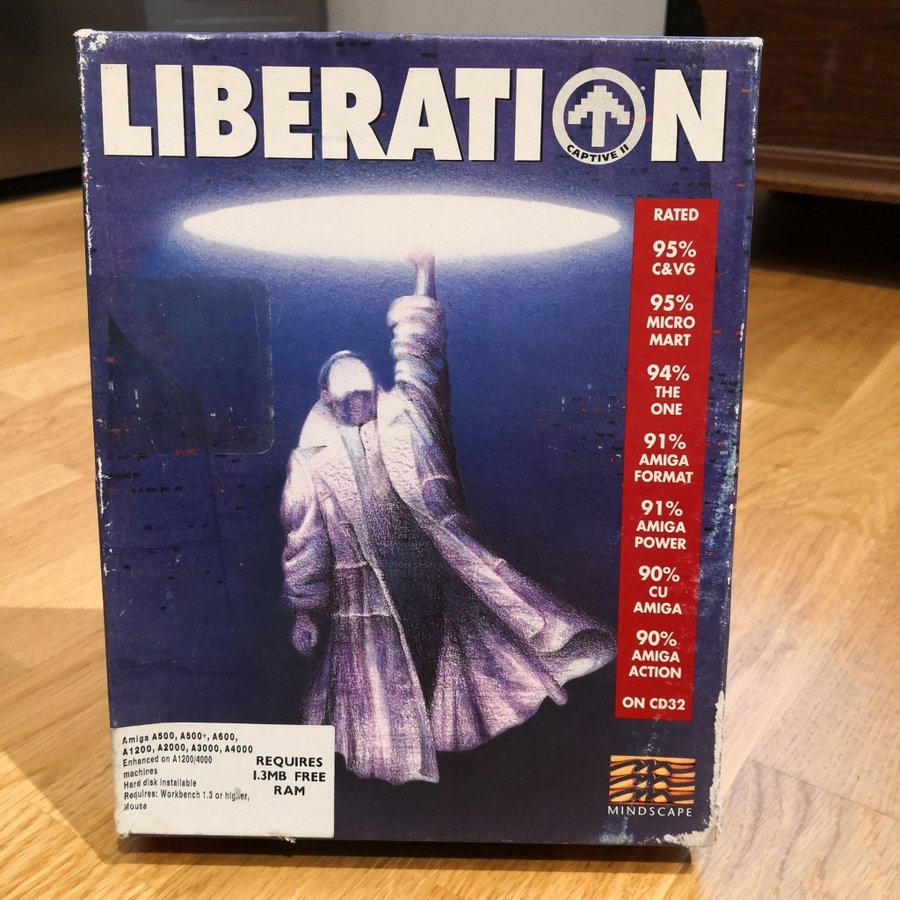 LIBERATION
CAPTIVE II
RATED
95%
C&VG
95%
MICRO
MART
94%
THE
ONE
91%
AMIGA
FORMAT
91%
AMIGA
POWER
90%
CU
AMIGA
90%
AMIGA
ACTION
ON CD32
Amiga A500, A500+, A600,
A1200, A2000, A3000, A4000
Enhanced on A1200/4000
machines
Hard disk installable
Requires: Workbench 1.3 or higher,
Mouse
REQUIRES
1.3MB FREE
RAM
MINDSCAPE